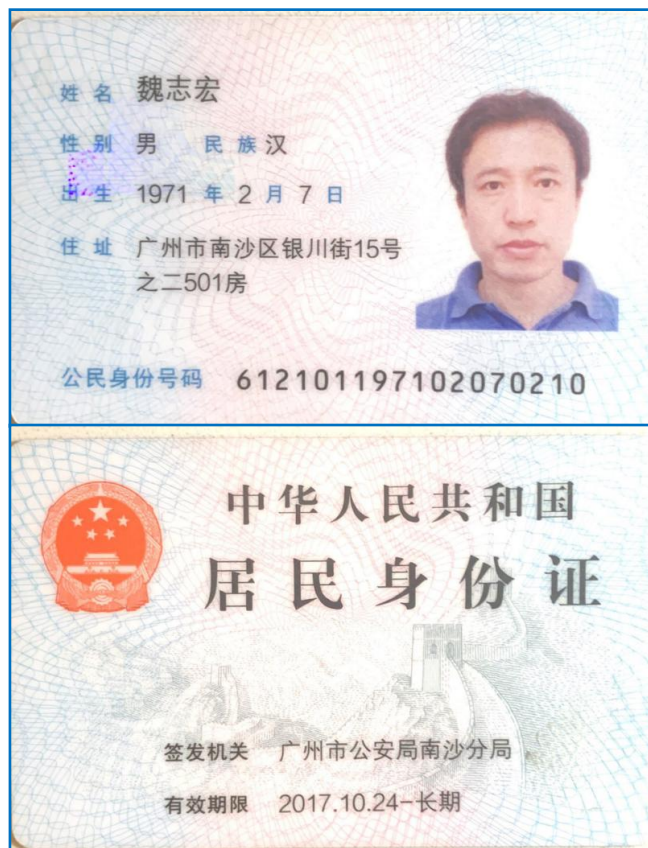 姓名 魏志宏
性别 男 民族 汉
出生 1971 年 2 月 7 日
住址 广州市南沙区银川街15号
之二501房
公民身份号码 612101197102070210
中华人民共和国
居民身份证
签发机关 广州市公安局南沙分局
有效期限 2017.10.24-长期